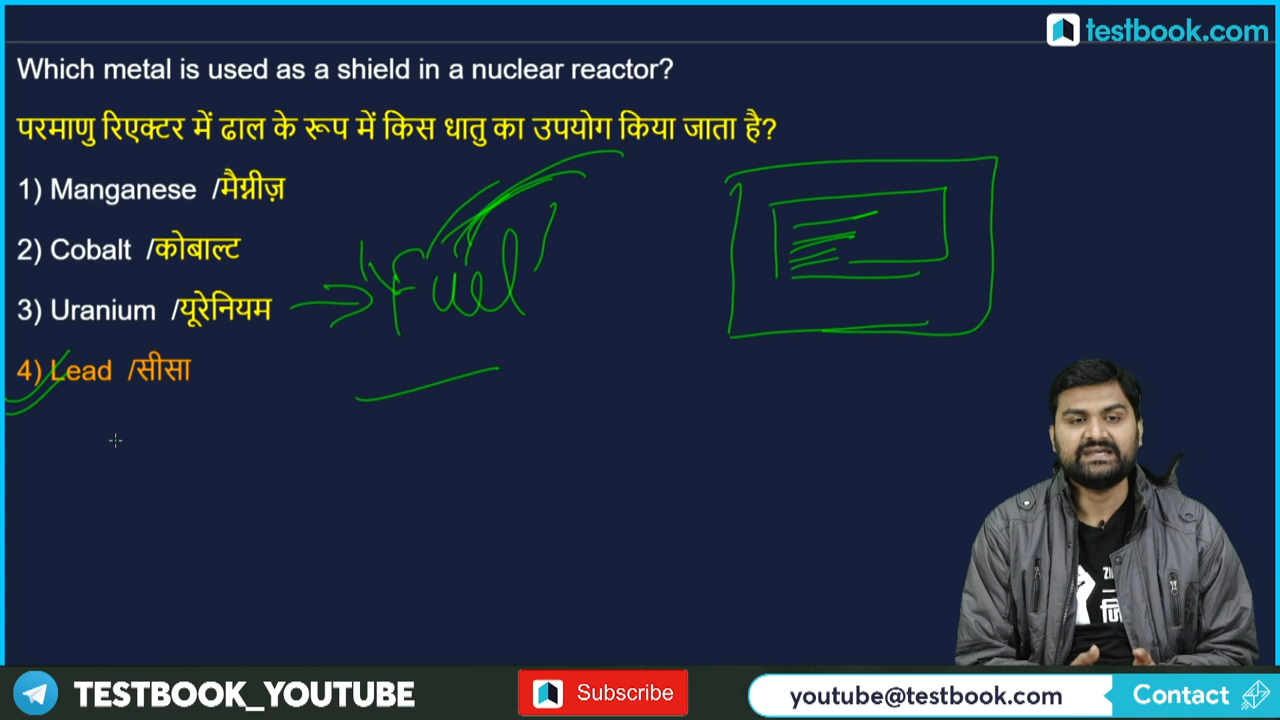 testbook.com
Which metal is used as a shield in a nuclear reactor?
परमाणु रिएक्टर में ढाल के रूप में किस धातु का उपयोग किया जाता है?
1) Manganese /मैग्नीज़
2) Cobalt /कोबाल्ट
fuel
3) Uranium /यूरेनियम
4) Lead /सीसा
TESTBOOK_YOUTUBE
Subscribe
youtube@testbook.com
Contact